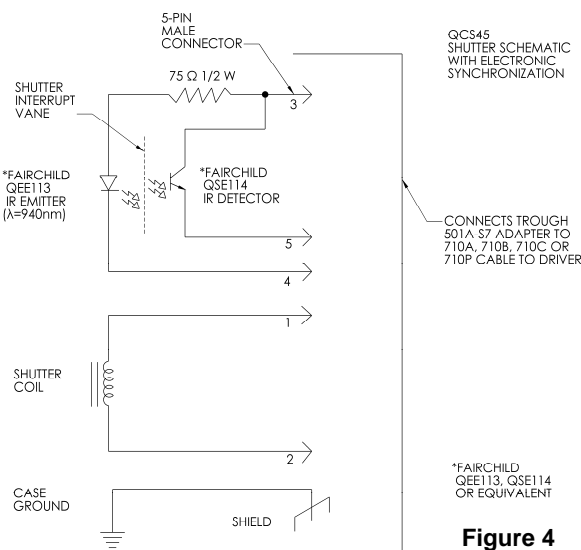 5-PIN
MALE
CONNECTOR
QCS45
SHUTTER SCHEMATIC
WITH ELECTRONIC
SYNCHRONIZATION
75 Ω 1/2 W
3
SHUTTER
INTERRUPT
VANE
*FAIRCHILD
QEE113
IR EMITTER
(λ=940nm)
*FAIRCHILD
QSE114
IR DETECTOR
5
4
CONNECTS TROUGH
501A S7 ADAPTER TO
710A, 710B, 710C OR
710P CABLE TO DRIVER
1
SHUTTER
COIL
2
*FAIRCHILD
QEE113, QSE114
OR EQUIVALENT
CASE
GROUND
SHIELD
Figure 4